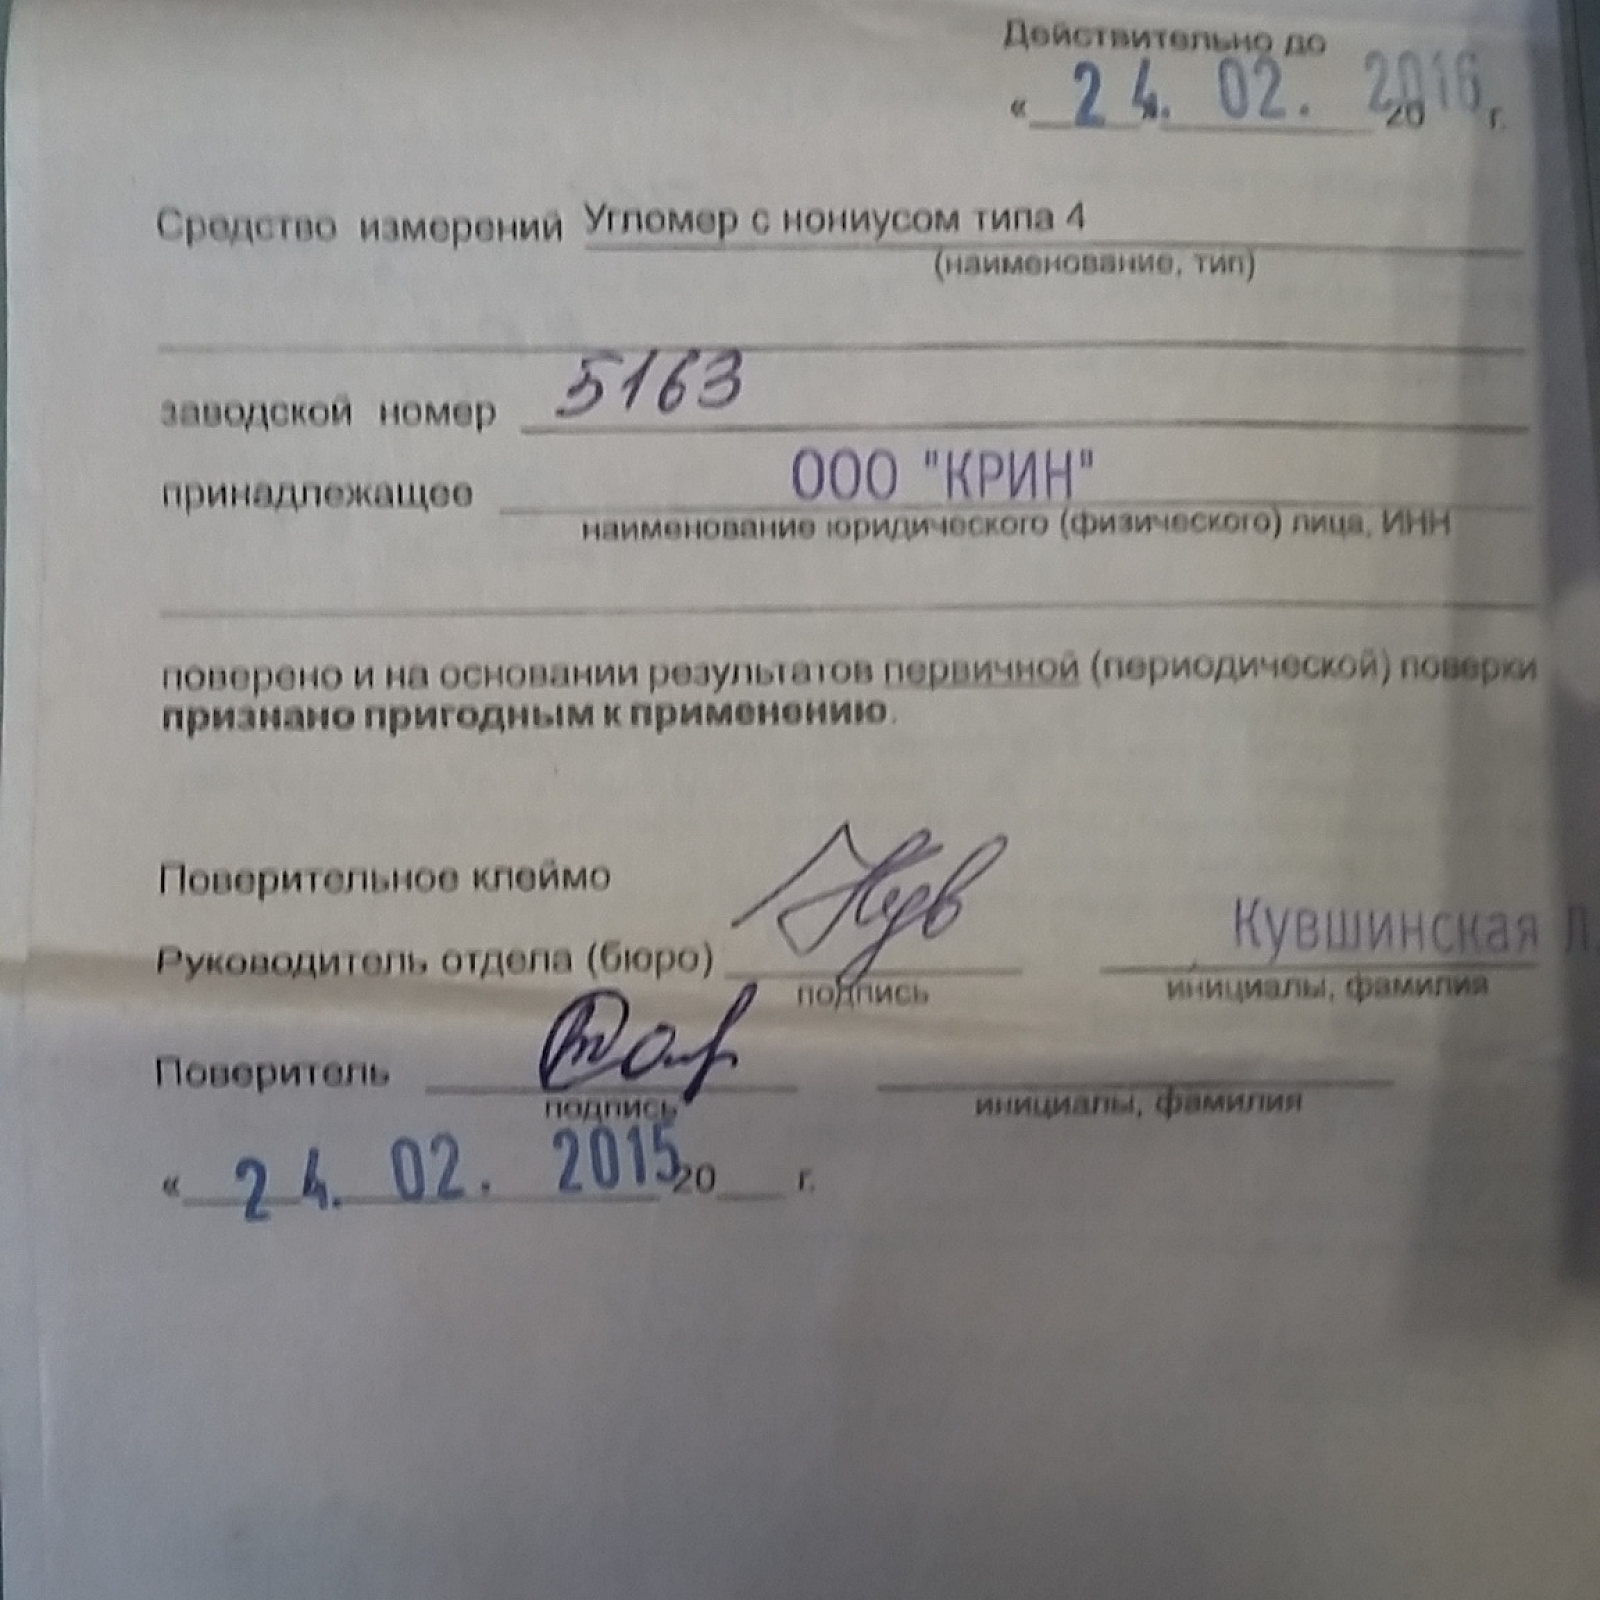 Действительно до
« 24. 02. 2016 20 г.
Средство измерений Угломер с нониусом типа 4
(наименование, тип)
заводской номер 5163
принадлежащее ООО "КРИН"
наименование юридического (физического) лица, ИНН
поверено и на основании результатов первичной (периодической) поверки
признано пригодным к применению.
Поверительное клеймо
Руководитель отдела (бюро) Кувшинская Л.
подпись инициалы, фамилия
Поверитель
подпись инициалы, фамилия
« 24. 02. 2015 20 г.